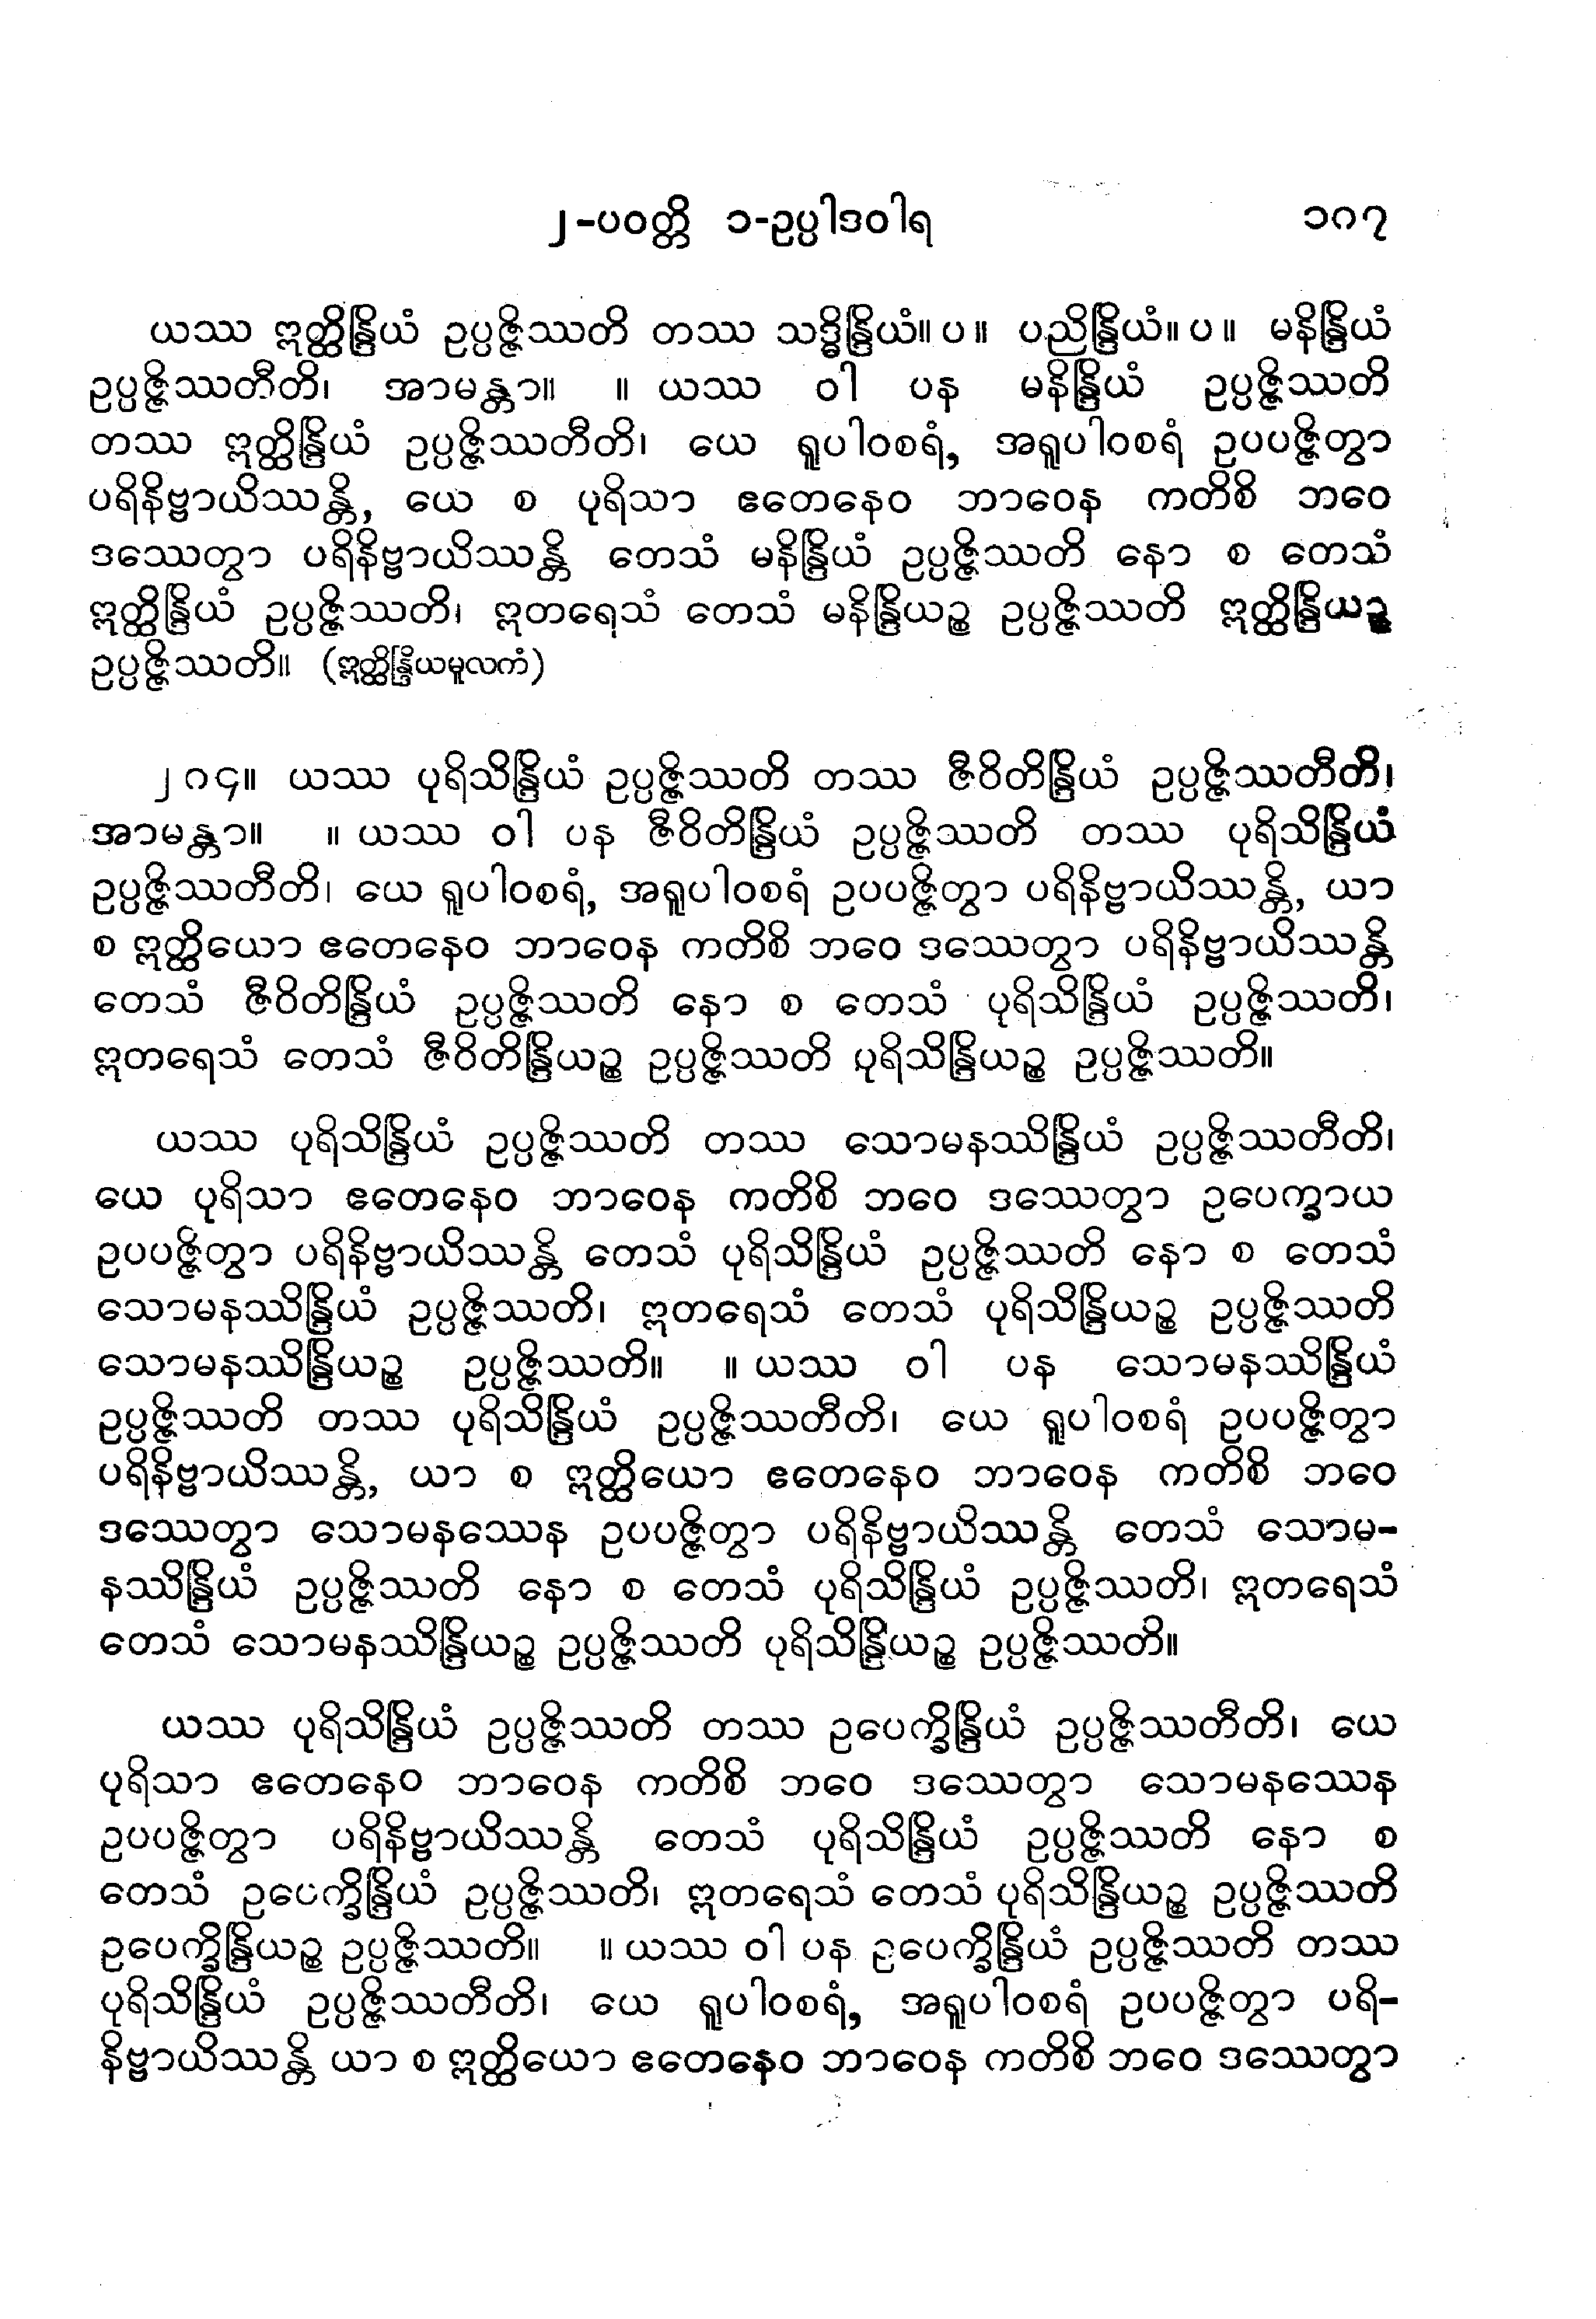 ၂-ပဝတ္တိ ၁-ဥပ္ပါဒဝါရ ၁ဂ၇
ယဿ ဣတ္ထိန္ဒြိယံ ဥပ္ပဇ္ဇိဿတိ တဿ သဒ္ဓိန္ဒြိယံ။ ပ ။ ပညိန္ဒြိယံ။ ပ ။ မနိန္ဒြိယံ
ဥပ္ပဇ္ဇိဿတီတိ၊ အာမန္တာ။ ။ ယဿ ဝါ ပန မနိန္ဒြိယံ ဥပ္ပဇ္ဇိဿတိ
တဿ ဣတ္ထိန္ဒြိယံ ဥပ္ပဇ္ဇိဿတီတိ၊ ယေ ရူပါဝစရံ, အရူပါဝစရံ ဥပပဇ္ဇိတွာ
ပရိနိဗ္ဗာယိဿန္တိ, ယေ စ ပုရိသာ ဧတေနေဝ ဘာဝေန ကတိစိ ဘဝေ
ဒဿေတွာ ပရိနိဗ္ဗာယိဿန္တိ တေသံ မနိန္ဒြိယံ ဥပ္ပဇ္ဇိဿတိ နော စ တေသံ
ဣတ္ထိန္ဒြိယံ ဥပ္ပဇ္ဇိဿတိ၊ ဣတရေသံ တေသံ မနိန္ဒြိယဉ္စ ဥပ္ပဇ္ဇိဿတိ ဣတ္ထိန္ဒြိယဉ္စ
ဥပ္ပဇ္ဇိဿတိ။ (ဣတ္ထိန္ဒြိယမူလကံ)
၂ဂ၄။ ယဿ ပုရိသိန္ဒြိယံ ဥပ္ပဇ္ဇိဿတိ တဿ ဇီဝိတိန္ဒြိယံ ဥပ္ပဇ္ဇိဿတီတိ၊
အာမန္တာ။ ။ ယဿ ဝါ ပန ဇီဝိတိန္ဒြိယံ ဥပ္ပဇ္ဇိဿတိ တဿ ပုရိသိန္ဒြိယံ
ဥပ္ပဇ္ဇိဿတီတိ၊ ယေ ရူပါဝစရံ, အရူပါဝစရံ ဥပပဇ္ဇိတွာ ပရိနိဗ္ဗာယိဿန္တိ, ယာ
စ ဣတ္ထိယော ဧတေနေဝ ဘာဝေန ကတိစိ ဘဝေ ဒဿေတွာ ပရိနိဗ္ဗာယိဿန္တိ
တေသံ ဇီဝိတိန္ဒြိယံ ဥပ္ပဇ္ဇိဿတိ နော စ တေသံ ပုရိသိန္ဒြိယံ ဥပ္ပဇ္ဇိဿတိ၊
ဣတရေသံ တေသံ ဇီဝိတိန္ဒြိယဉ္စ ဥပ္ပဇ္ဇိဿတိ ပုရိသိန္ဒြိယဉ္စ ဥပ္ပဇ္ဇိဿတိ။
ယဿ ပုရိသိန္ဒြိယံ ဥပ္ပဇ္ဇိဿတိ တဿ သောမနဿိန္ဒြိယံ ဥပ္ပဇ္ဇိဿတီတိ၊
ယေ ပုရိသာ ဧတေနေဝ ဘာဝေန ကတိစိ ဘဝေ ဒဿေတွာ ဥပေက္ခာယ
ဥပပဇ္ဇိတွာ ပရိနိဗ္ဗာယိဿန္တိ တေသံ ပုရိသိန္ဒြိယံ ဥပ္ပဇ္ဇိဿတိ နော စ တေသံ
သောမနဿိန္ဒြိယံ ဥပ္ပဇ္ဇိဿတိ၊ ဣတရေသံ တေသံ ပုရိသိန္ဒြိယဉ္စ ဥပ္ပဇ္ဇိဿတိ
သောမနဿိန္ဒြိယဉ္စ ဥပ္ပဇ္ဇိဿတိ။ ။ ယဿ ဝါ ပန သောမနဿိန္ဒြိယံ
ဥပ္ပဇ္ဇိဿတိ တဿ ပုရိသိန္ဒြိယံ ဥပ္ပဇ္ဇိဿတီတိ၊ ယေ ရူပါဝစရံ ဥပပဇ္ဇိတွာ
ပရိနိဗ္ဗာယိဿန္တိ, ယာ စ ဣတ္ထိယော ဧတေနေဝ ဘာဝေန ကတိစိ ဘဝေ
ဒဿေတွာ သောမနဿေန ဥပပဇ္ဇိတွာ ပရိနိဗ္ဗာယိဿန္တိ တေသံ သောမ-
နဿိန္ဒြိယံ ဥပ္ပဇ္ဇိဿတိ နော စ တေသံ ပုရိသိန္ဒြိယံ ဥပ္ပဇ္ဇိဿတိ၊ ဣတရေသံ
တေသံ သောမနဿိန္ဒြိယဉ္စ ဥပ္ပဇ္ဇိဿတိ ပုရိသိန္ဒြိယဉ္စ ဥပ္ပဇ္ဇိဿတိ။
ယဿ ပုရိသိန္ဒြိယံ ဥပ္ပဇ္ဇိဿတိ တဿ ဥပေက္ခိန္ဒြိယံ ဥပ္ပဇ္ဇိဿတီတိ၊ ယေ
ပုရိသာ ဧတေနေဝ ဘာဝေန ကတိစိ ဘဝေ ဒဿေတွာ သောမနဿေန
ဥပပဇ္ဇိတွာ ပရိနိဗ္ဗာယိဿန္တိ တေသံ ပုရိသိန္ဒြိယံ ဥပ္ပဇ္ဇိဿတိ နော စ
တေသံ ဥပေက္ခိန္ဒြိယံ ဥပ္ပဇ္ဇိဿတိ၊ ဣတရေသံ တေသံ ပုရိသိန္ဒြိယဉ္စ ဥပ္ပဇ္ဇိဿတိ
ဥပေက္ခိန္ဒြိယဉ္စ ဥပ္ပဇ္ဇိဿတိ။ ။ ယဿ ဝါ ပန ဥပေက္ခိန္ဒြိယံ ဥပ္ပဇ္ဇိဿတိ တဿ
ပုရိသိန္ဒြိယံ ဥပ္ပဇ္ဇိဿတီတိ၊ ယေ ရူပါဝစရံ, အရူပါဝစရံ ဥပပဇ္ဇိတွာ ပရိ-
နိဗ္ဗာယိဿန္တိ ယာ စ ဣတ္ထိယော ဧတေနေဝ ဘာဝေန ကတိစိ ဘဝေ ဒဿေတွာ